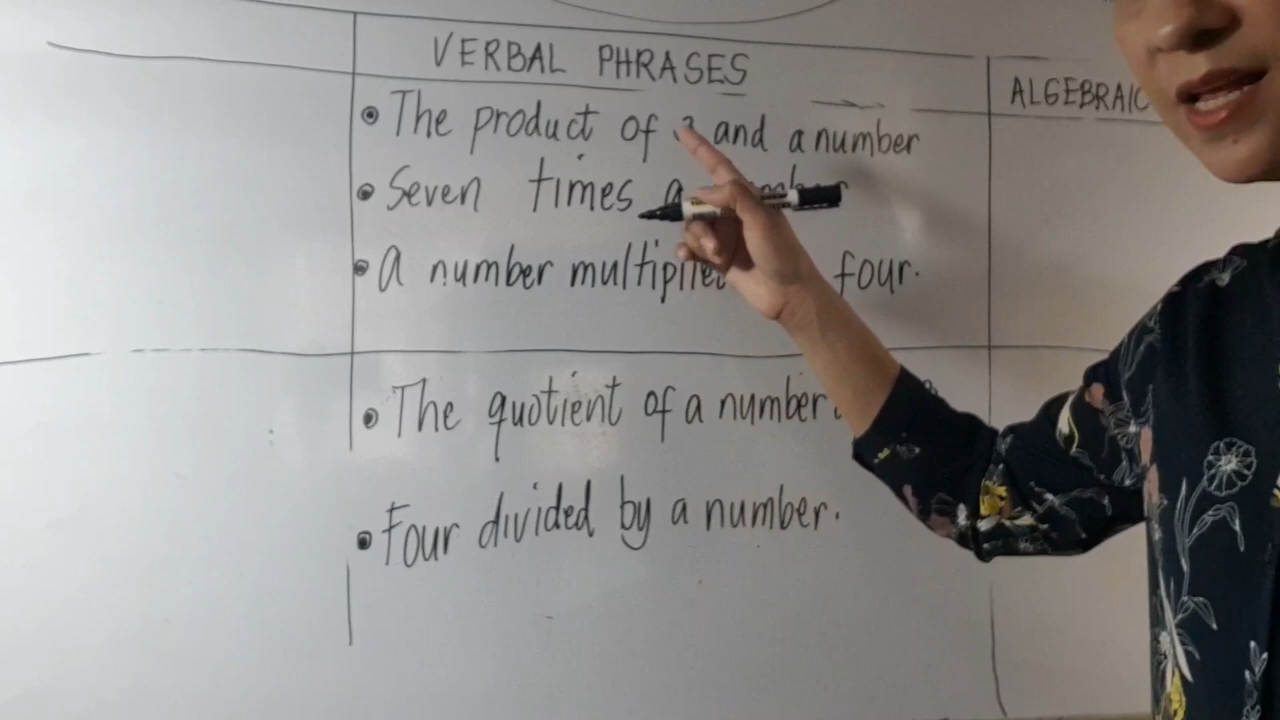 VERBAL PHRASES
ALGEBRAIC
• The product of 3 and a number
• Seven times a number
• A number multiplied four.
• The quotient of a number
• Four divided by a number.